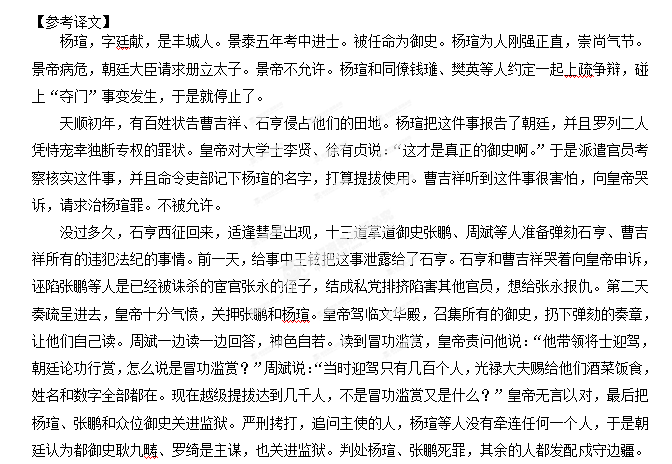 【参考译文】
杨瑄，字廷献，是丰城人。景泰五年考中进士。被任命为御史。杨瑄为人刚强正直，崇尚气节。
景帝病危，朝廷大臣请求册立太子。景帝不允许。杨瑄和同僚钱琎、樊英等人约定一起上疏争辩，碰
上“夺门”事变发生，于是就停止了。
天顺初年，有百姓状告曹吉祥、石亨侵占他们的田地。杨瑄把这件事报告了朝廷，并且罗列二人
凭恃宠幸独断专权的罪状。皇帝对大学士李贤、徐有贞说：“这才是真正的御史啊。”于是派遣官员考
察核实这件事，并且命令吏部记下杨瑄的名字，打算提拔使用。曹吉祥听到这件事很害怕，向皇帝哭
诉，请求治杨瑄罪。不被允许。
没过多久，石亨西征回来，适逢彗星出现，十三道掌道御史张鹏、周斌等人准备弹劾石亨、曹吉
祥所有的违犯法纪的事情。前一天，给事中王铉把这事泄露给了石亨。石亨和曹吉祥哭着向皇帝申诉，
诬陷张鹏等人是已经被诛杀的宦官张永的侄子，结成私党排挤陷害其他官员，想给张永报仇。第二天
奏疏呈进去，皇帝十分气愤，关押张鹏和杨瑄。皇帝驾临文华殿，召集所有的御史，扔下弹劾的奏章，
让他们自己读。周斌一边读一边回答，神色自若。读到冒功滥赏，皇帝责问他说：“他带领将士迎驾，
朝廷论功行赏，怎么说是冒功滥赏？”周斌说：“当时迎驾只有几百个人，光禄大夫赐给他们酒菜饭食，
姓名和数字全部都在。现在越级提拔达到几千人，不是冒功滥赏又是什么？”皇帝无言以对，最后把
杨瑄、张鹏和众位御史关进监狱。严刑拷打，追问主使的人，杨瑄等人没有牵连任何一个人，于是朝
廷认为都御史耿九畴、罗绮是主谋，也关进监狱。判处杨瑄、张鹏死罪，其余的人都发配戍守边疆。